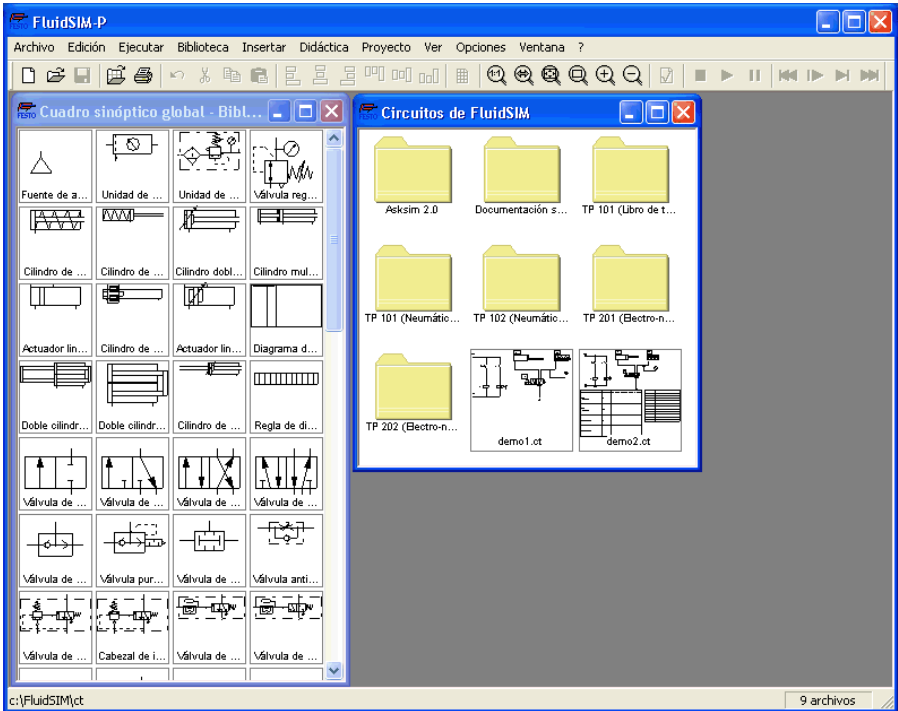 FluidSIM-P
Archivo Edición Ejecutar Biblioteca Insertar Didáctica Proyecto Ver Opciones Ventana ?
FESTO Cuadro sinóptico global - Bibl...
Fuente de a... Unidad de ... Unidad de ... Válvula reg...
Cilindro de ... Cilindro de ... Cilindro dobl... Cilindro mul...
Actuador lin... Cilindro de ... Actuador lin... Diagrama d...
Doble cilindr... Doble cilindr... Cilindro de ... Regla de di...
Válvula de ... Válvula de ... Válvula de ... Válvula de ...
Válvula de ... Válvula pur... Válvula de ... Válvula anti...
Válvula de ... Cabezal de i... Válvula de ... Válvula de ...
Circuitos de FluidSIM
Asksim 2.0 Documentación s... TP 101 (Libro de t...
TP 101 (Neumátic... TP 102 (Neumátic... TP 201 (Electro-n...
TP 202 (Electro-n... demo1.ct demo2.ct
c:\FluidSIM\ct 9 archivos